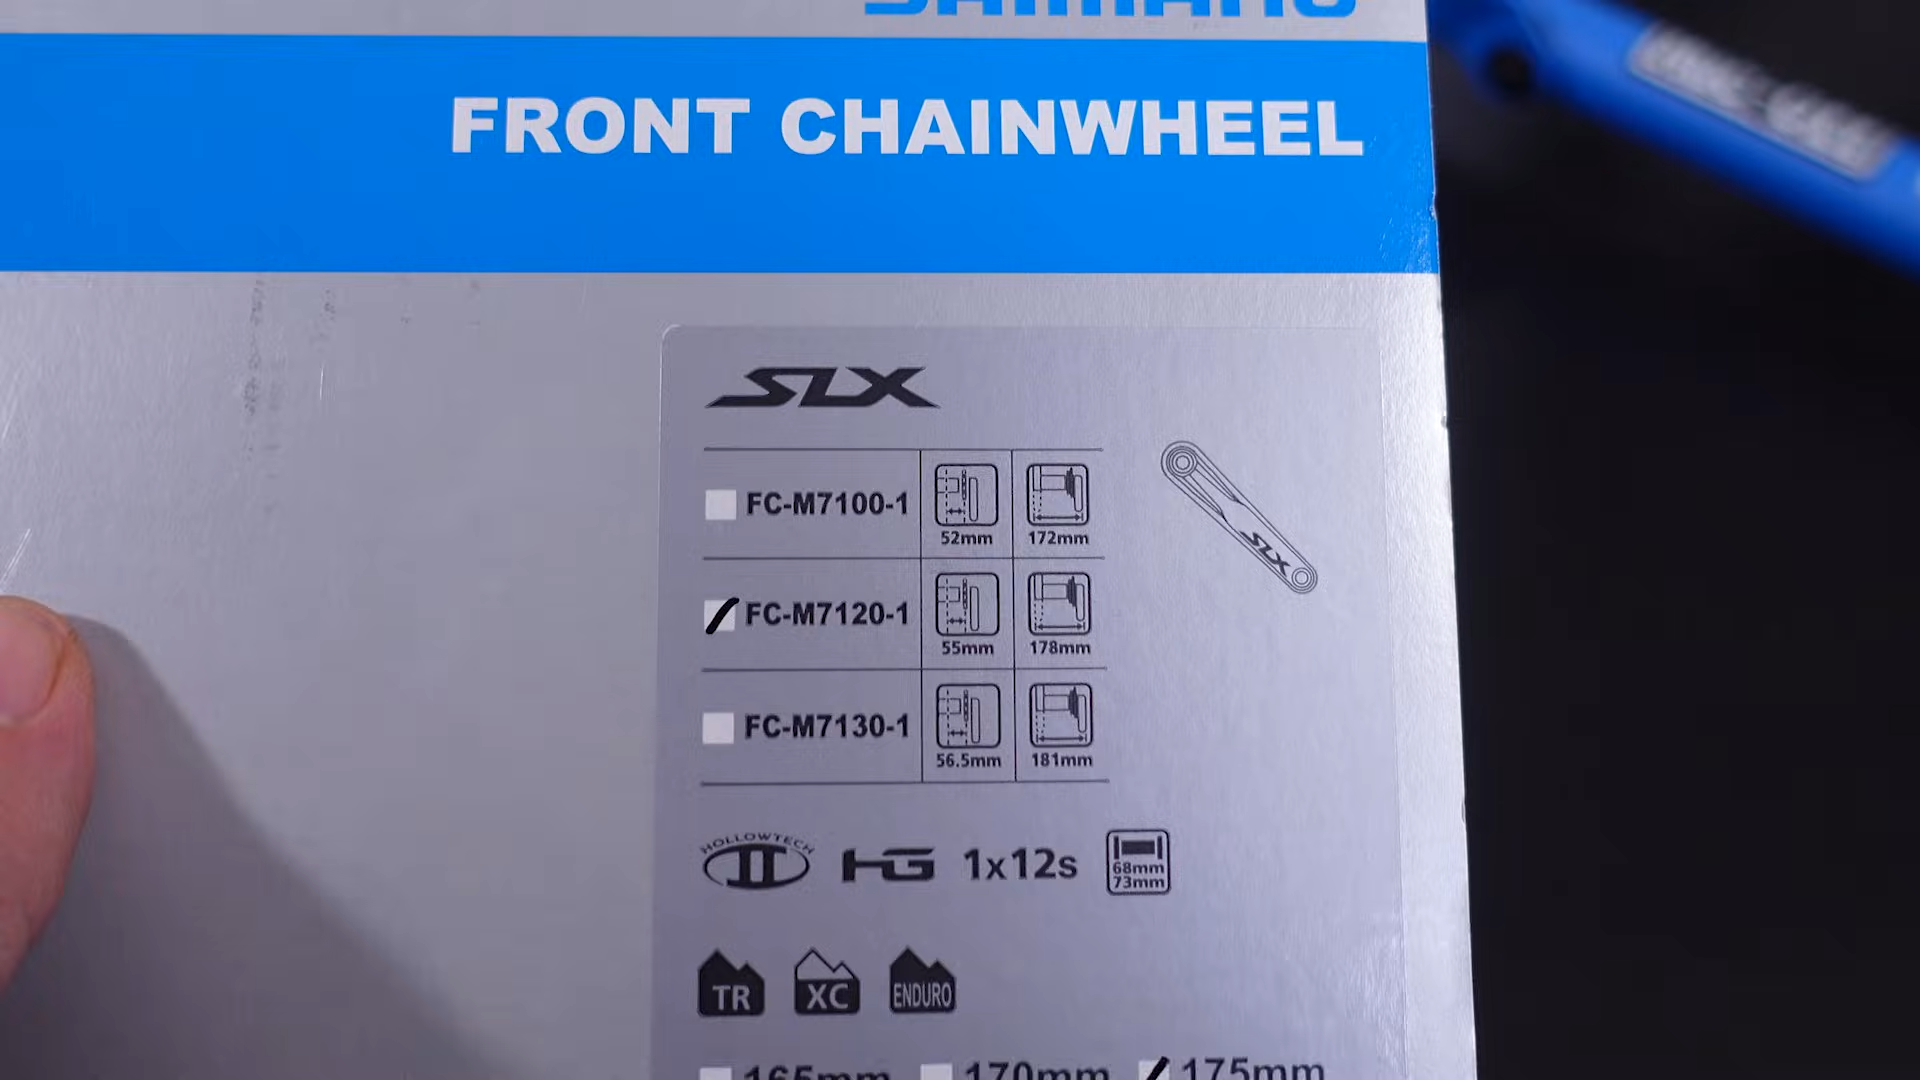 SHIMANO
FRONT CHAINWHEEL
SLX
FC-M7100-1
52mm
172mm
SLX
FC-M7120-1
55mm
178mm
FC-M7130-1
56.5mm
181mm
HOLLOWTECH II HG 1x12s 68mm
73mm
TR XC ENDURO
165mm 170mm 175mm